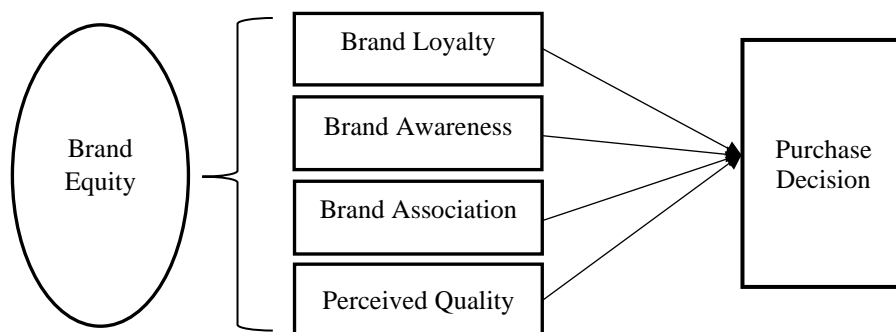 Brand
Equity
Brand Loyalty
Brand Awareness
Brand Association
Perceived Quality
Purchase
Decision